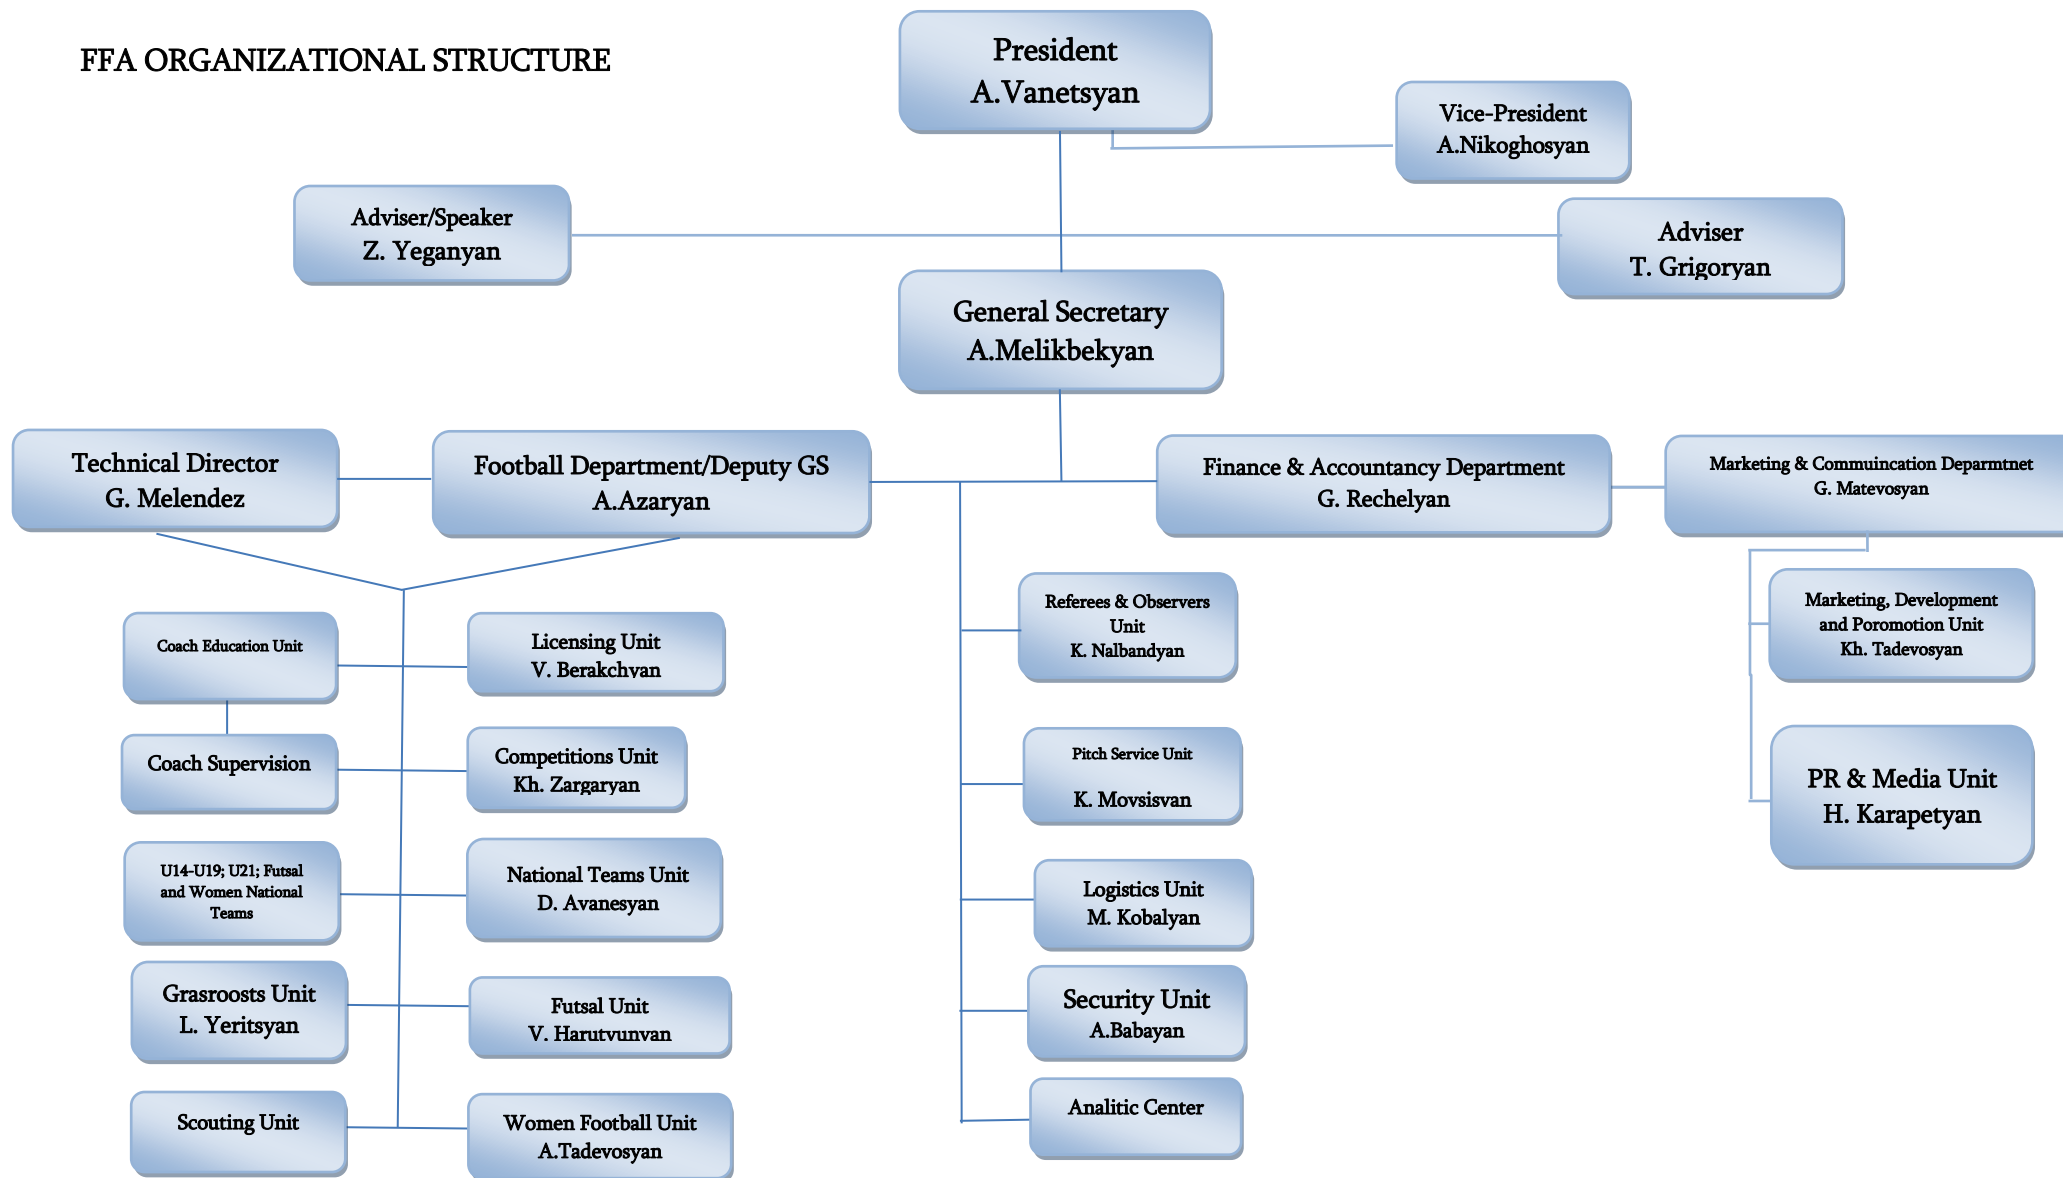 FFA ORGANIZATIONAL STRUCTURE
President
A.Vanetsyan
Vice-President
A.Nikoghosyan
Adviser/Speaker
Z. Yeganyan
Adviser
T. Grigoryan
General Secretary
A.Melikbekyan
Technical Director
G. Melendez
Football Department/Deputy GS
A.Azaryan
Finance & Accountancy Department
G. Rechelyan
Marketing & Commuincation Deparmtnet
G. Matevosyan
Coach Education Unit
Licensing Unit
V. Berakchyan
Coach Supervision
Competitions Unit
Kh. Zargaryan
U14-U19; U21; Futsal
and Women National
Teams
National Teams Unit
D. Avanesyan
Grasroosts Unit
L. Yeritsyan
Futsal Unit
V. Harutyunyan
Scouting Unit
Women Football Unit
A.Tadevosyan
Referees & Observers
Unit
K. Nalbandyan
Pitch Service Unit
K. Movsisyan
Logistics Unit
M. Kobalyan
Security Unit
A.Babayan
Analitic Center
Marketing, Development
and Poromotion Unit
Kh. Tadevosyan
PR & Media Unit
H. Karapetyan